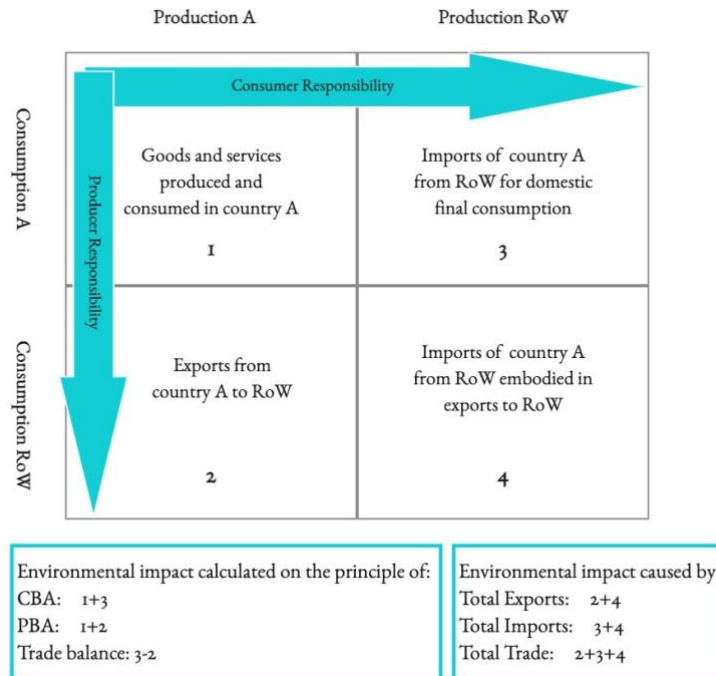 Production A
Production RoW
Consumer Responsibility
Consumption A
Producer Responsibility
Goods and services
produced and
consumed in country A
1
Imports of country A
from RoW for domestic
final consumption
3
Consumption RoW
Exports from
country A to RoW
2
Imports of country A
from RoW embodied in
exports to RoW
4
Environmental impact calculated on the principle of:
CBA: 1+3
PBA: 1+2
Trade balance: 3-2
Environmental impact caused by
Total Exports: 2+4
Total Imports: 3+4
Total Trade: 2+3+4